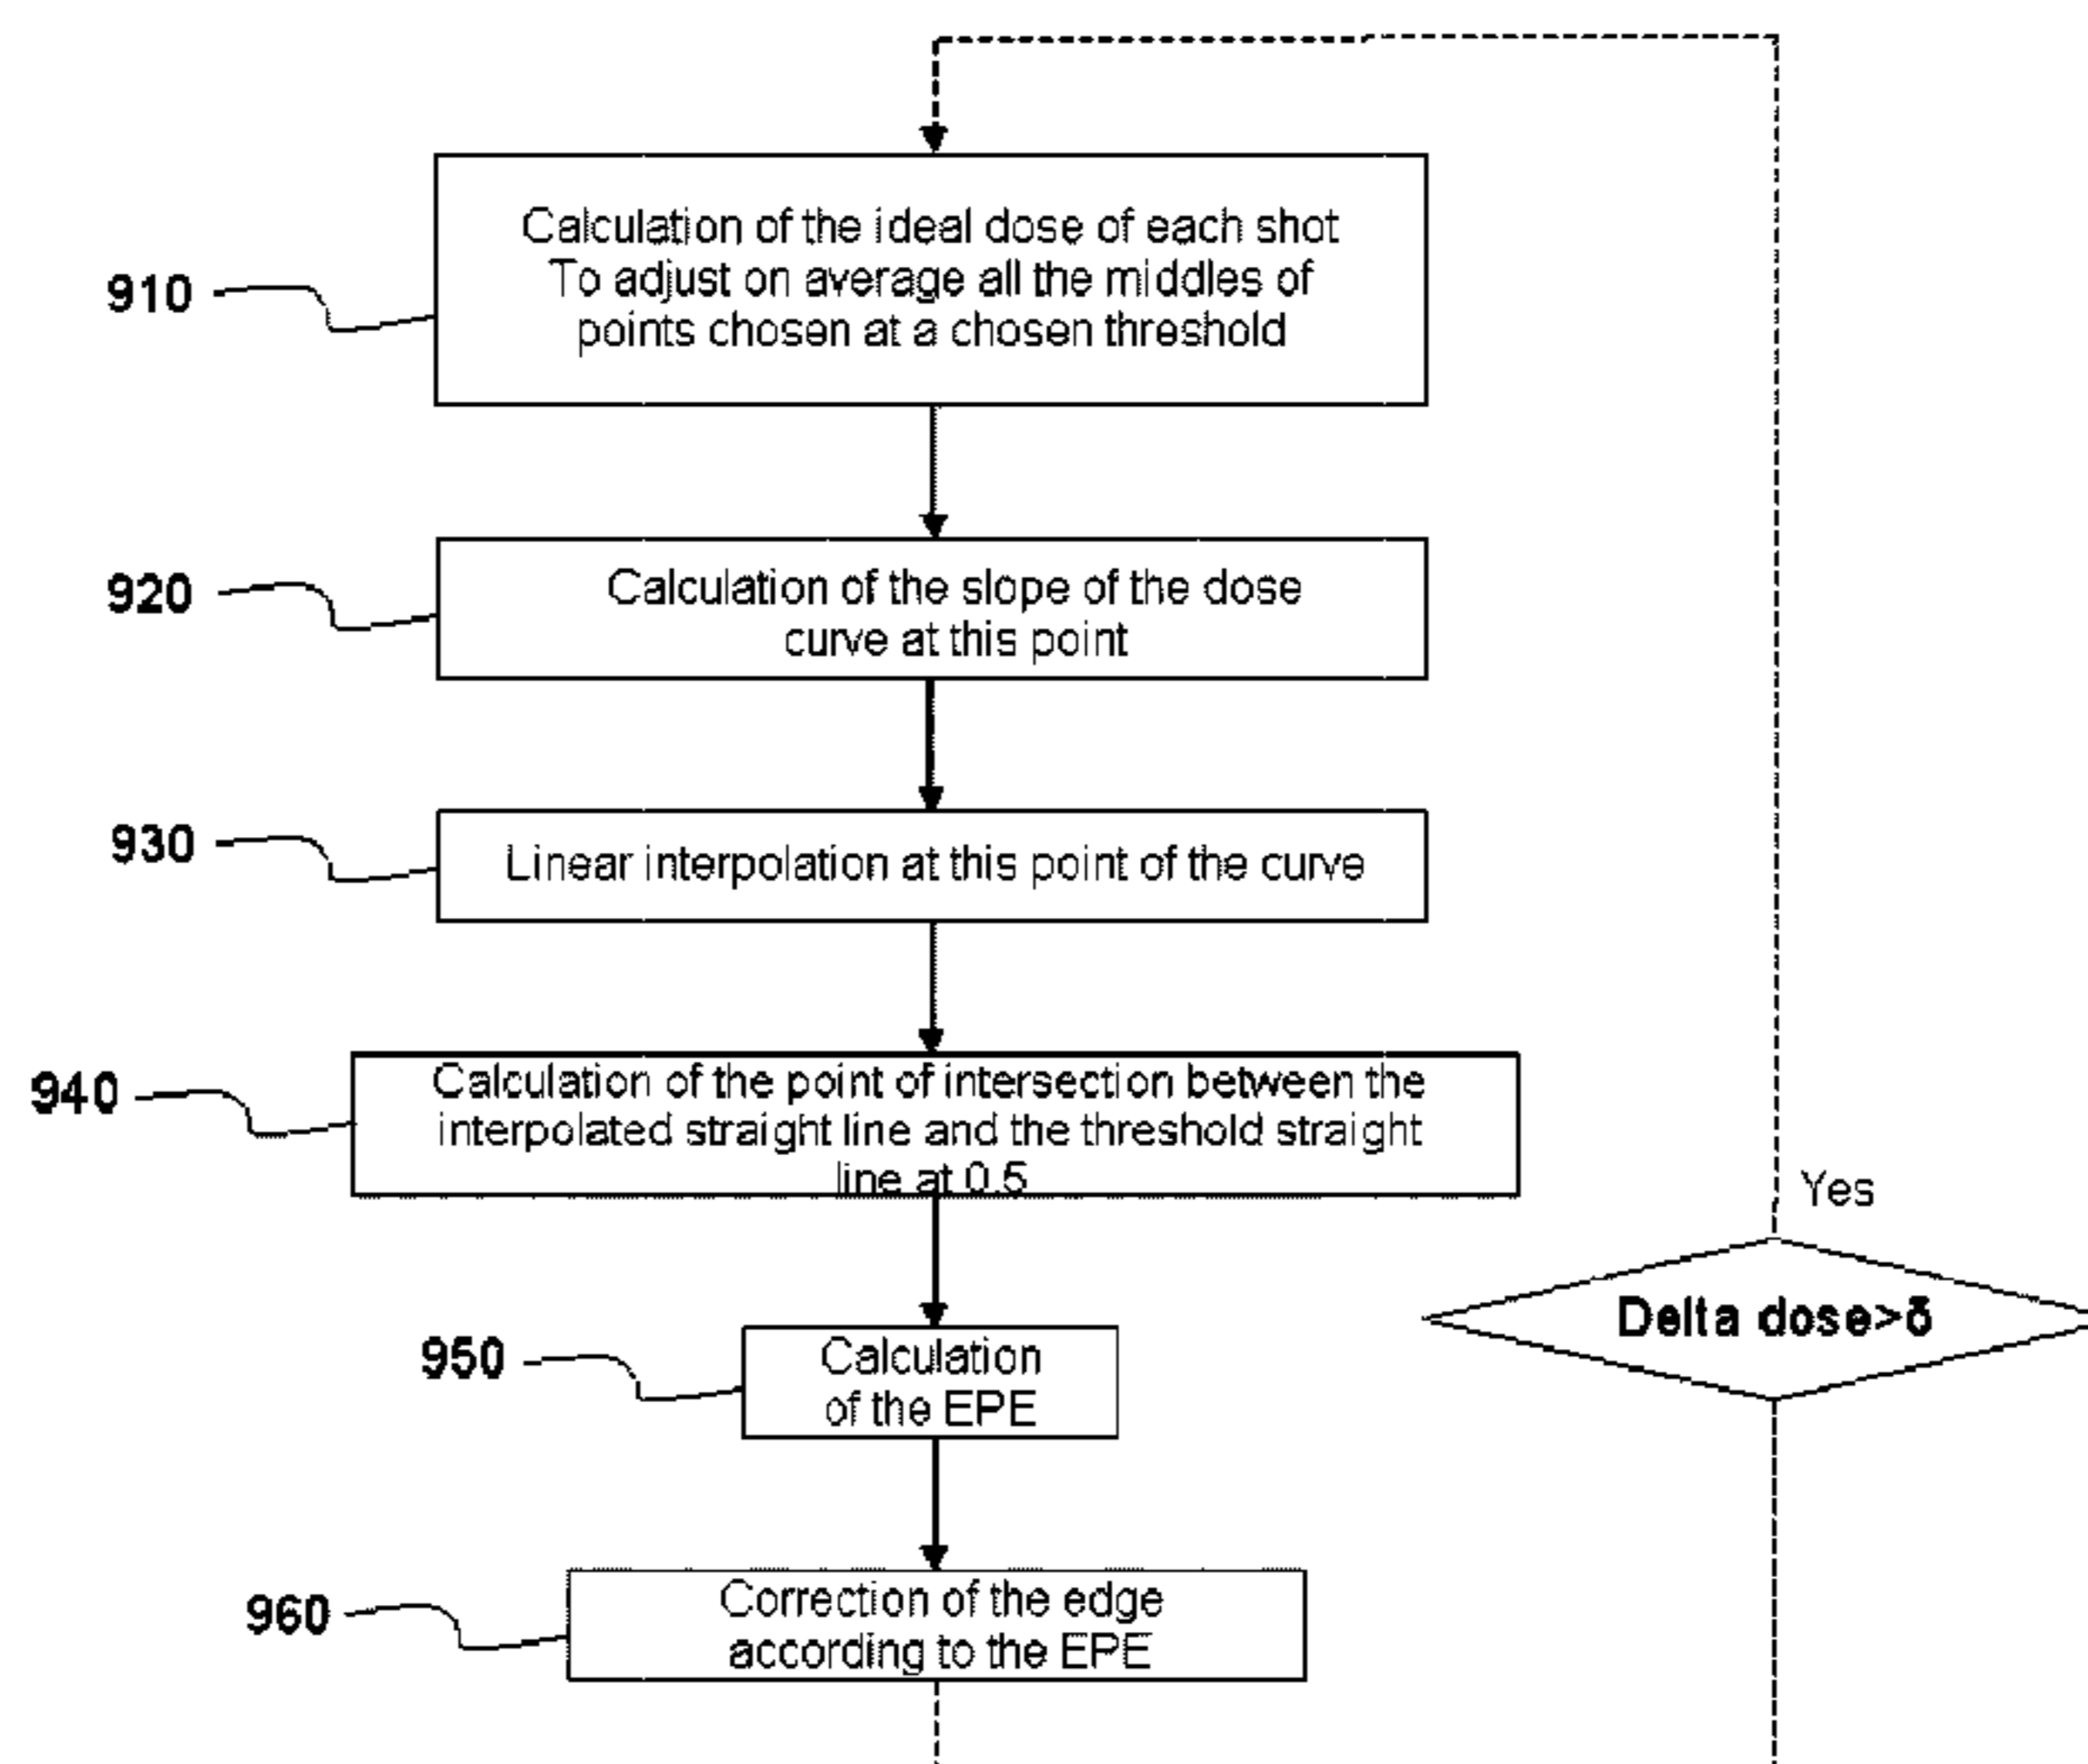 910
Calculation of the ideal dose of each shot
To adjust on average all the middles of
points chosen at a chosen threshold
920
Calculation of the slope of the dose
curve at this point
930
Linear interpolation at this point of the curve
940
Calculation of the point of intersection between the
interpolated straight line and the threshold straight
line at 0.5
Yes
Delta dose>δ
950
Calculation
of the EPE
960
Correction of the edge
according to the EPE